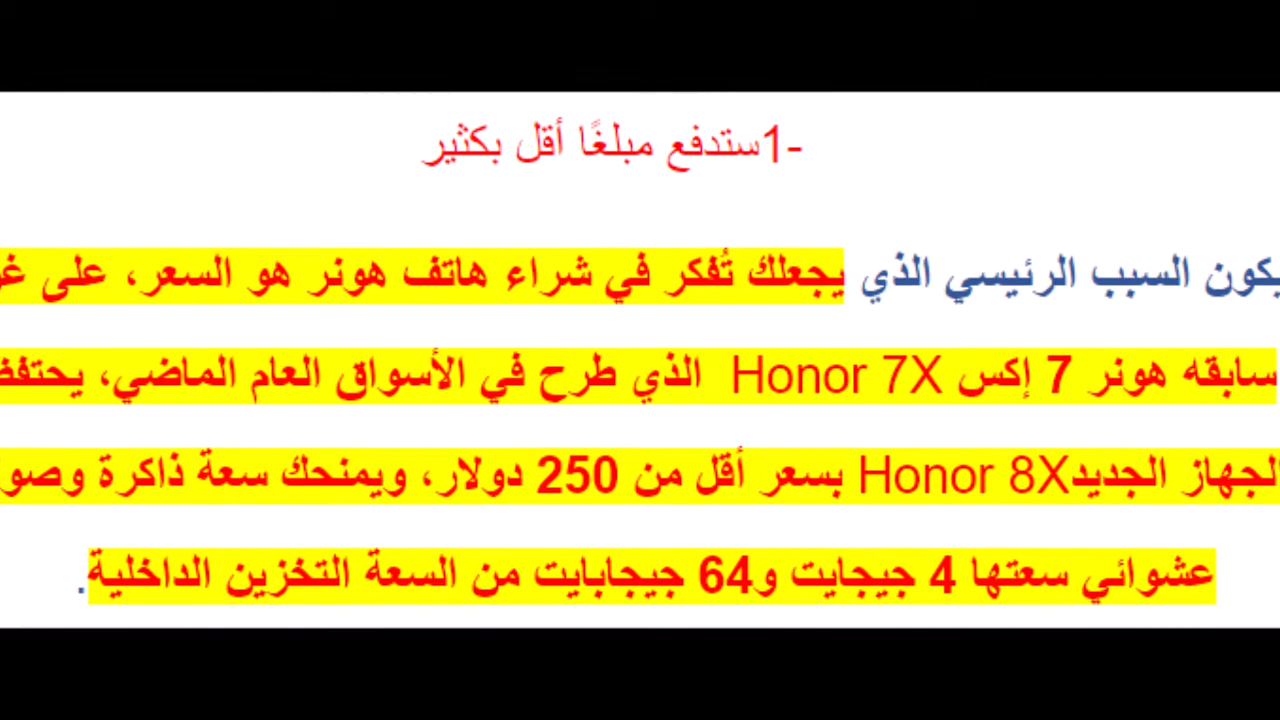 1- ستدفع مبلغًا أقل بكثير
يكون السبب الرئيسي الذي يجعلك تُفكر في شراء هاتف هونر هو السعر، على
سابقه هونر 7 إكس Honor 7X الذي طرح في الأسواق العام الماضي، يحتفظ
الجهاز الجديد Honor 8X بسعر أقل من 250 دولار، ويمنحك سعة ذاكرة
عشوائي سعتها 4 جيجايت و64 جيجابايت من السعة التخزين الداخلية.